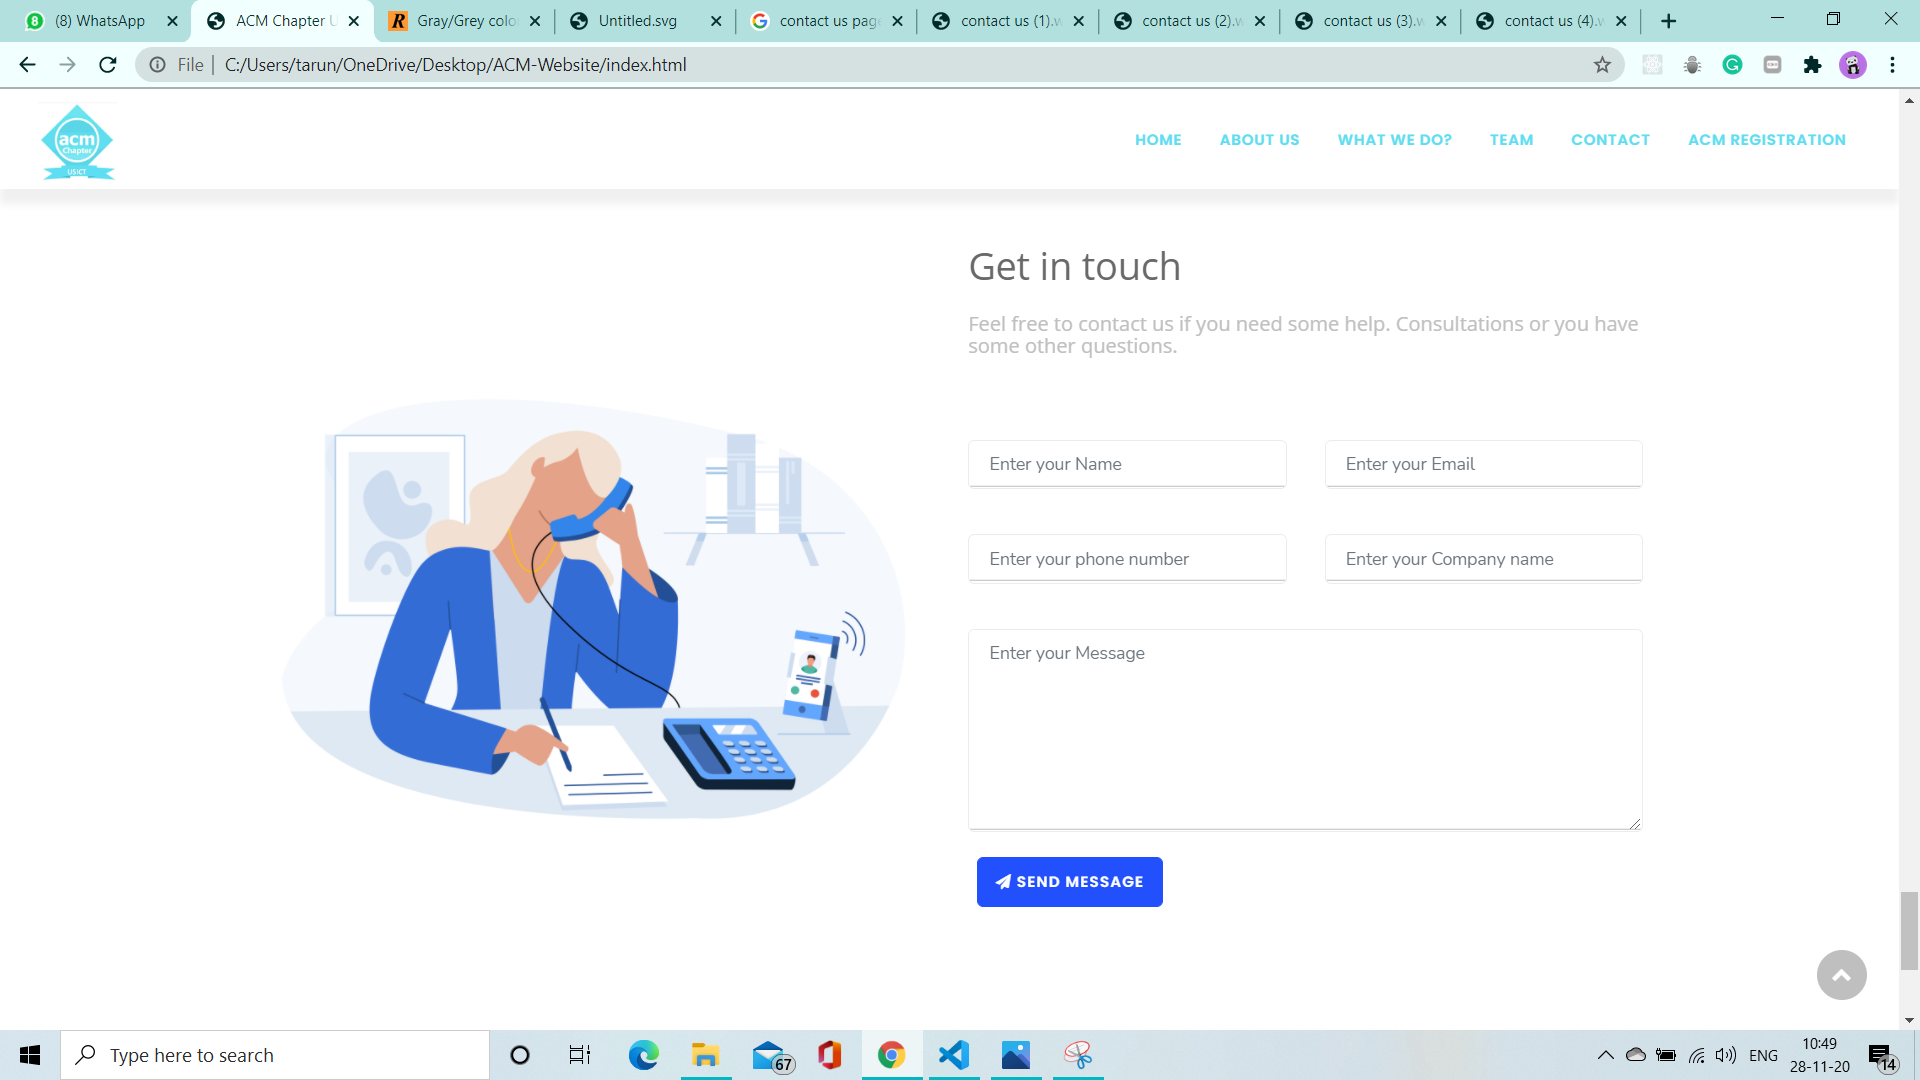 (8) WhatsApp
ACM Chapter U
Gray/Grey colo
Untitled.svg
contact us page
contact us (1).w
contact us (2).w
contact us (3).w
contact us (4).w
File
C:/Users/tarun/OneDrive/Desktop/ACM-Website/index.html
acm
Chapter
USICT
HOME
ABOUT US
WHAT WE DO?
TEAM
CONTACT
ACM REGISTRATION
Get in touch
Feel free to contact us if you need some help. Consultations or you have
some other questions.
Enter your Name
Enter your Email
Enter your phone number
Enter your Company name
Enter your Message
SEND MESSAGE
Type here to search
67
ENG
10:49
28-11-20
14